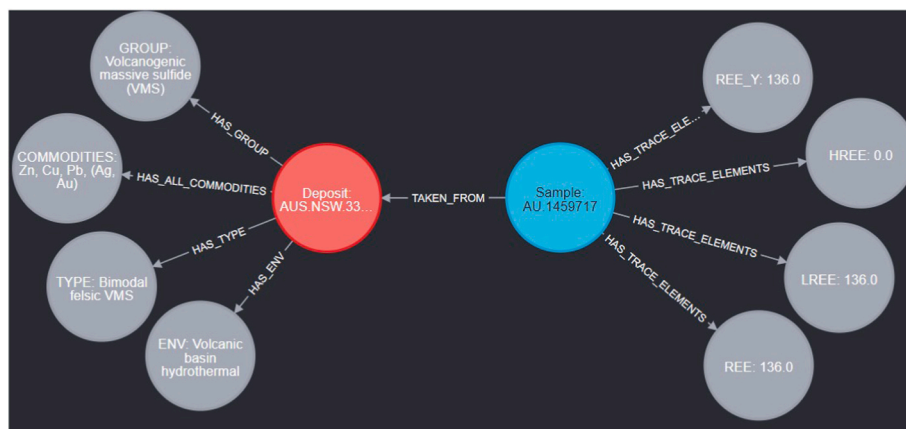 GROUP:
Volcanogenic
massive sulfide
(VMS)
HAS_GROUP
COMMODITIES:
Zn, Cu, Pb, (Ag,
Au)
HAS_ALL_COMMODITIES
TYPE: Bimodal
felsic VMS
HAS_TYPE
ENV: Volcanic
basin
hydrothermal
HAS_ENV
Deposit:
AUS.NSW.33...
TAKEN_FROM
Sample:
AU.1459717
HAS_TRACE_ELE...
REE_Y: 136.0
HAS_TRACE_ELEMENTS
HREE: 0.0
HAS_TRACE_ELEMENTS
LREE: 136.0
HAS_TRACE_ELEMENTS
REE: 136.0